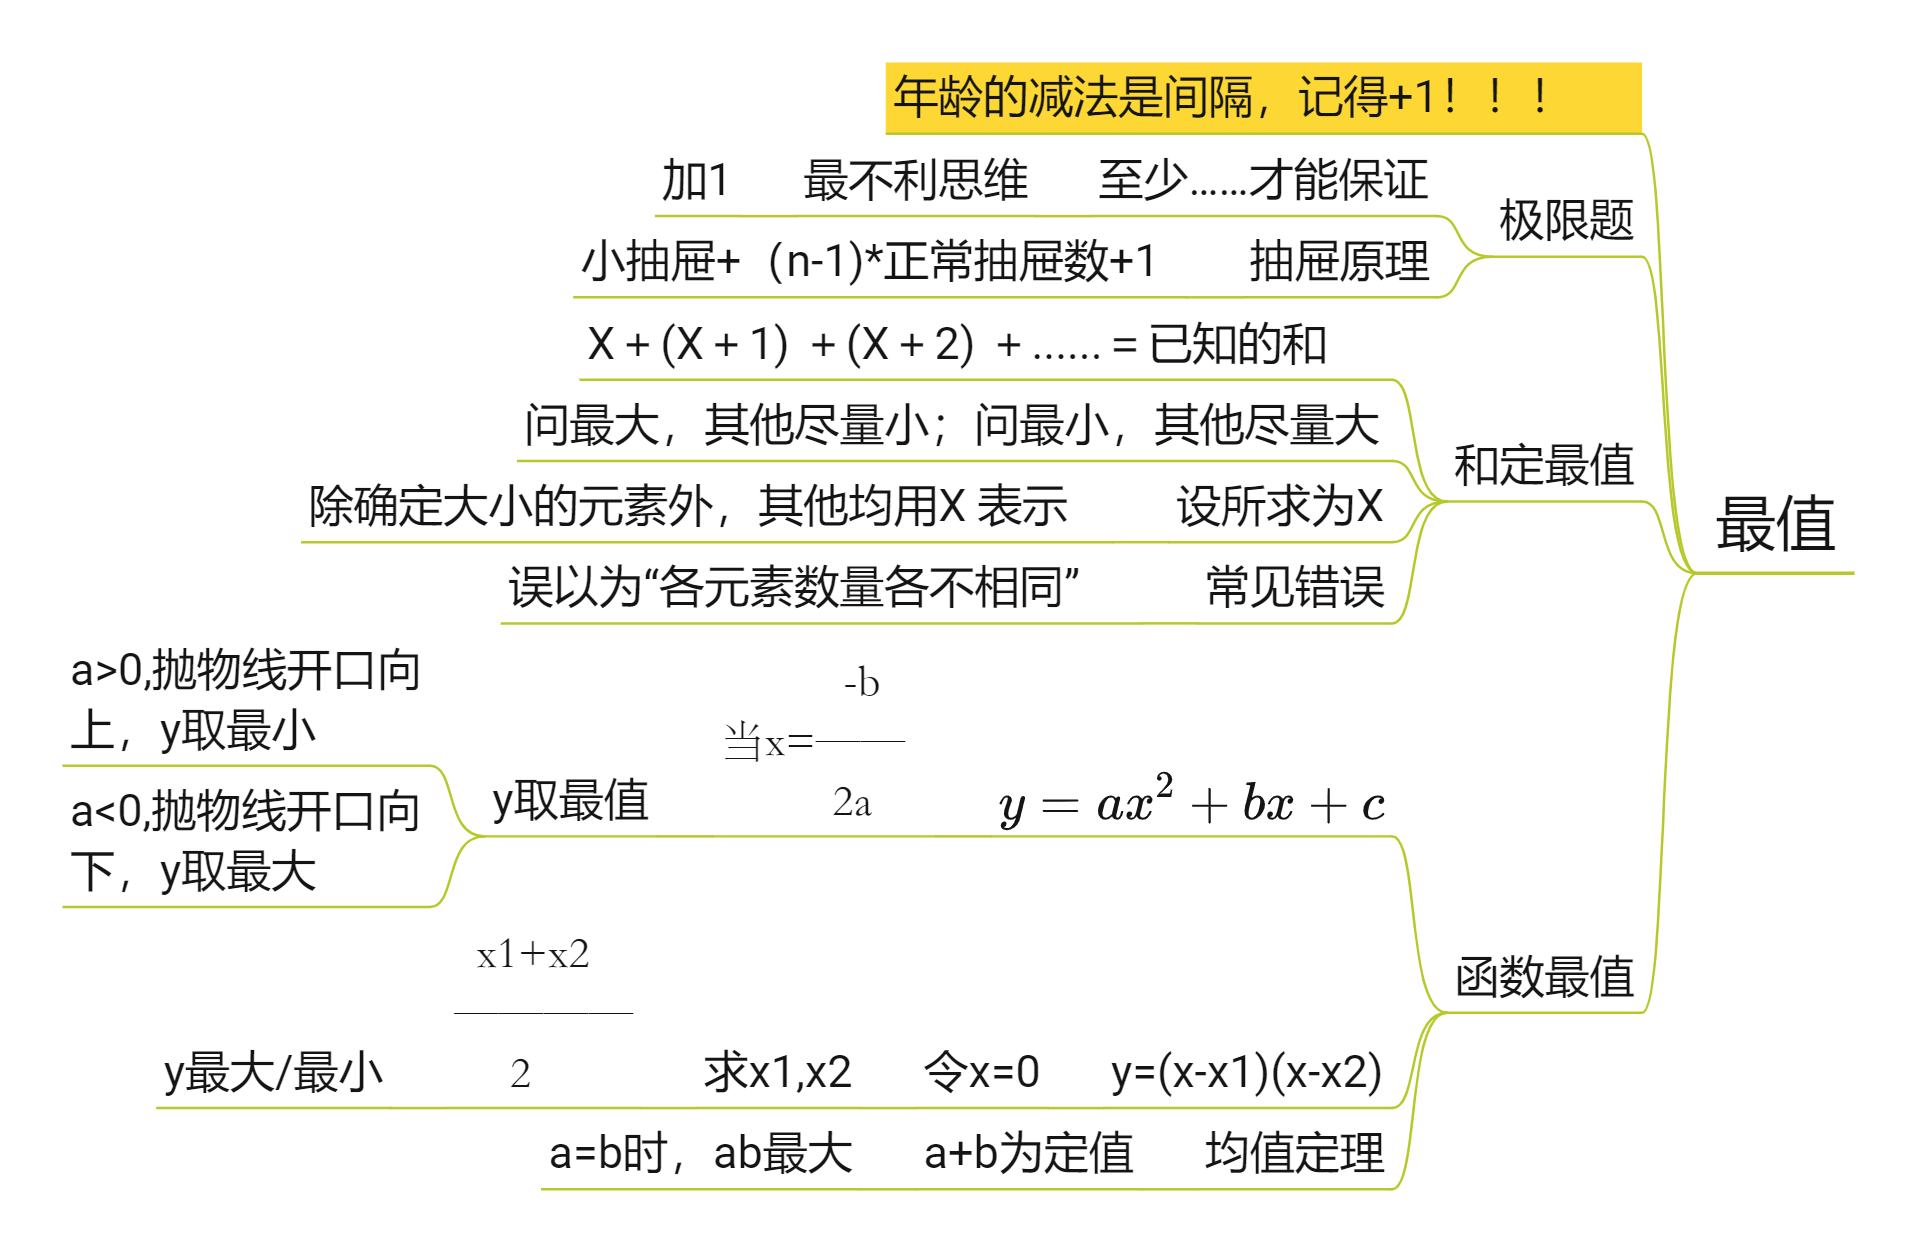 年龄的减法是间隔，记得+1！！！
加1 最不利思维 至少……才能保证
极限题
小抽屉+（n-1)*正常抽屉数+1 抽屉原理
X + (X + 1) + (X + 2) + ...... = 已知的和
问最大，其他尽量小；问最小，其他尽量大
和定最值
除确定大小的元素外，其他均用X 表示 设所求为X
最值
误以为“各元素数量各不相同” 常见错误
a>0,抛物线开口向
上，y取最小
-b
当x=———
2a
y取最值
y = ax² + bx + c
a<0,抛物线开口向
下，y取最大
函数最值
x1+x2
————
2
y最大/最小 求x1,x2 令x=0 y=(x-x1)(x-x2)
a=b时，ab最大 a+b为定值 均值定理